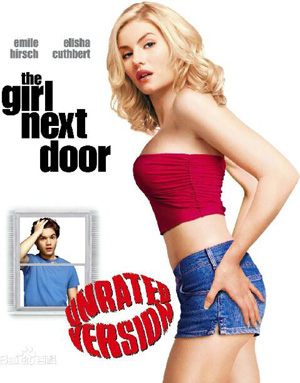 emile hirsch
elisha cuthbert
the
girl
next
door
UNRATED
VERSION